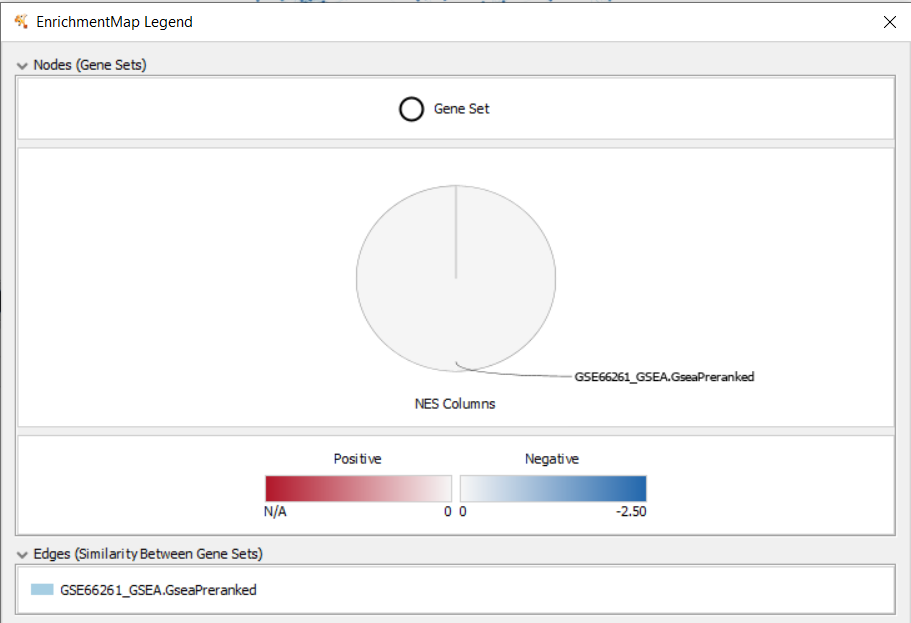 EnrichmentMap Legend
Nodes (Gene Sets)
Gene Set
GSE66261_GSEA.GseaPreranked
NES Columns
Positive Negative
N/A 0 0 -2.50
Edges (Similarity Between Gene Sets)
GSE66261_GSEA.GseaPreranked